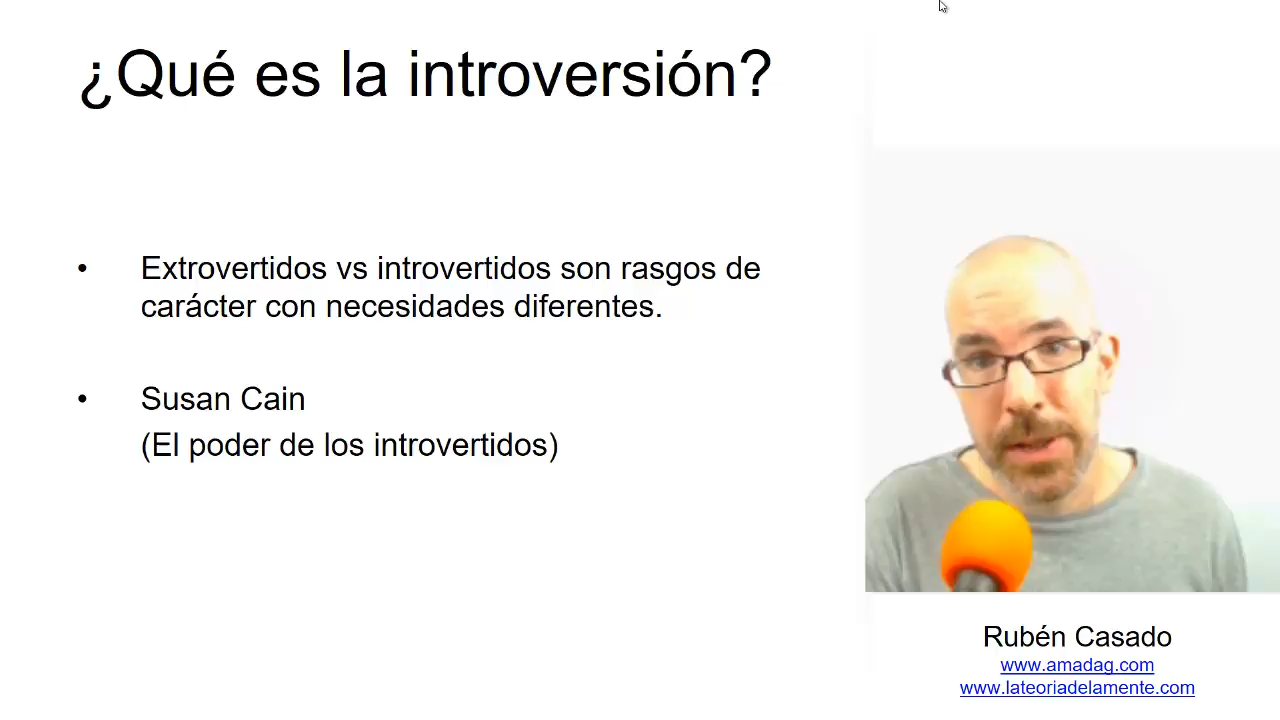 ¿Qué es la introversión?
• Extrovertidos vs introvertidos son rasgos de
carácter con necesidades diferentes.
• Susan Cain
(El poder de los introvertidos)
Rubén Casado
www.amadag.com
www.lateoriadelamente.com